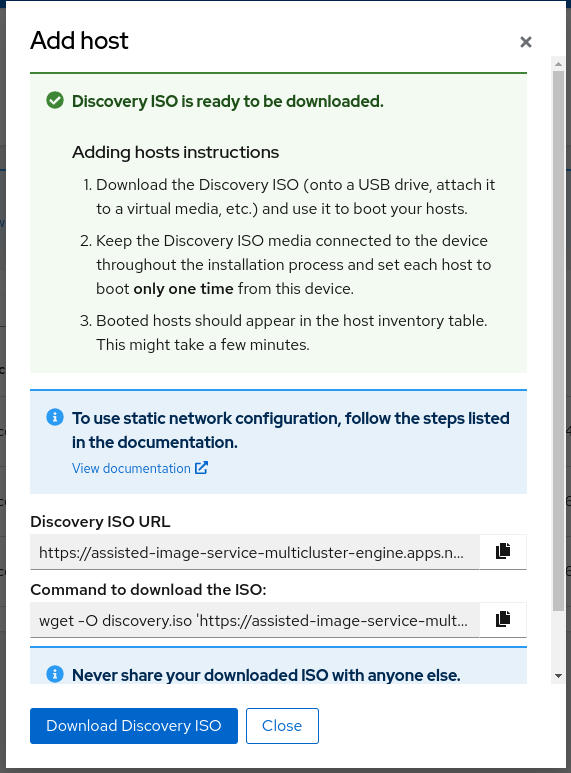 Add host
Discovery ISO is ready to be downloaded.
Adding hosts instructions
1. Download the Discovery ISO (onto a USB drive, attach it
to a virtual media, etc.) and use it to boot your hosts.
2. Keep the Discovery ISO media connected to the device
throughout the installation process and set each host to
boot only one time from this device.
3. Booted hosts should appear in the host inventory table.
This might take a few minutes.
To use static network configuration, follow the steps listed
in the documentation.
View documentation
Discovery ISO URL
https://assisted-image-service-multicluster-engine.apps.n...
Command to download the ISO:
wget -O discovery.iso 'https://assisted-image-service-mult...
Never share your downloaded ISO with anyone else.
Download Discovery ISO
Close